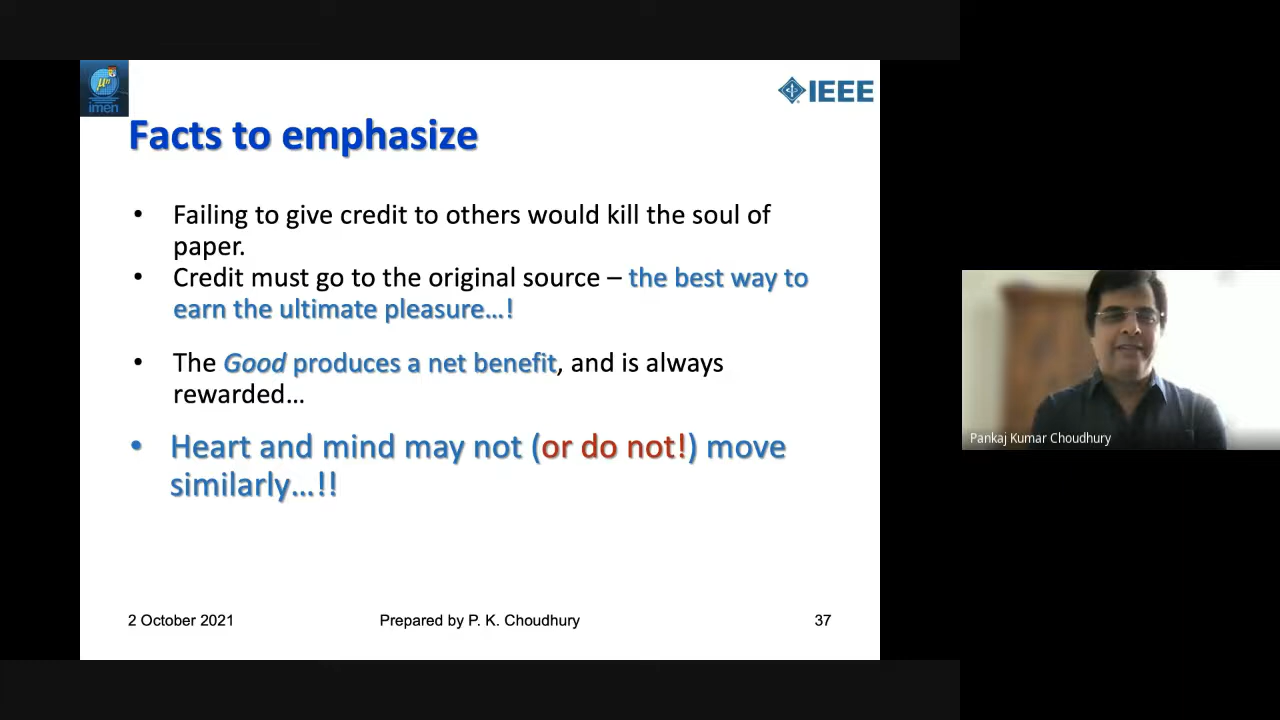 μη
imen
IEEE
Facts to emphasize
• Failing to give credit to others would kill the soul of
paper.
• Credit must go to the original source – the best way to
earn the ultimate pleasure…!
• The Good produces a net benefit, and is always
rewarded…
• Heart and mind may not (or do not!) move
similarly…!!
2 October 2021
Prepared by P. K. Choudhury
37
Pankaj Kumar Choudhury